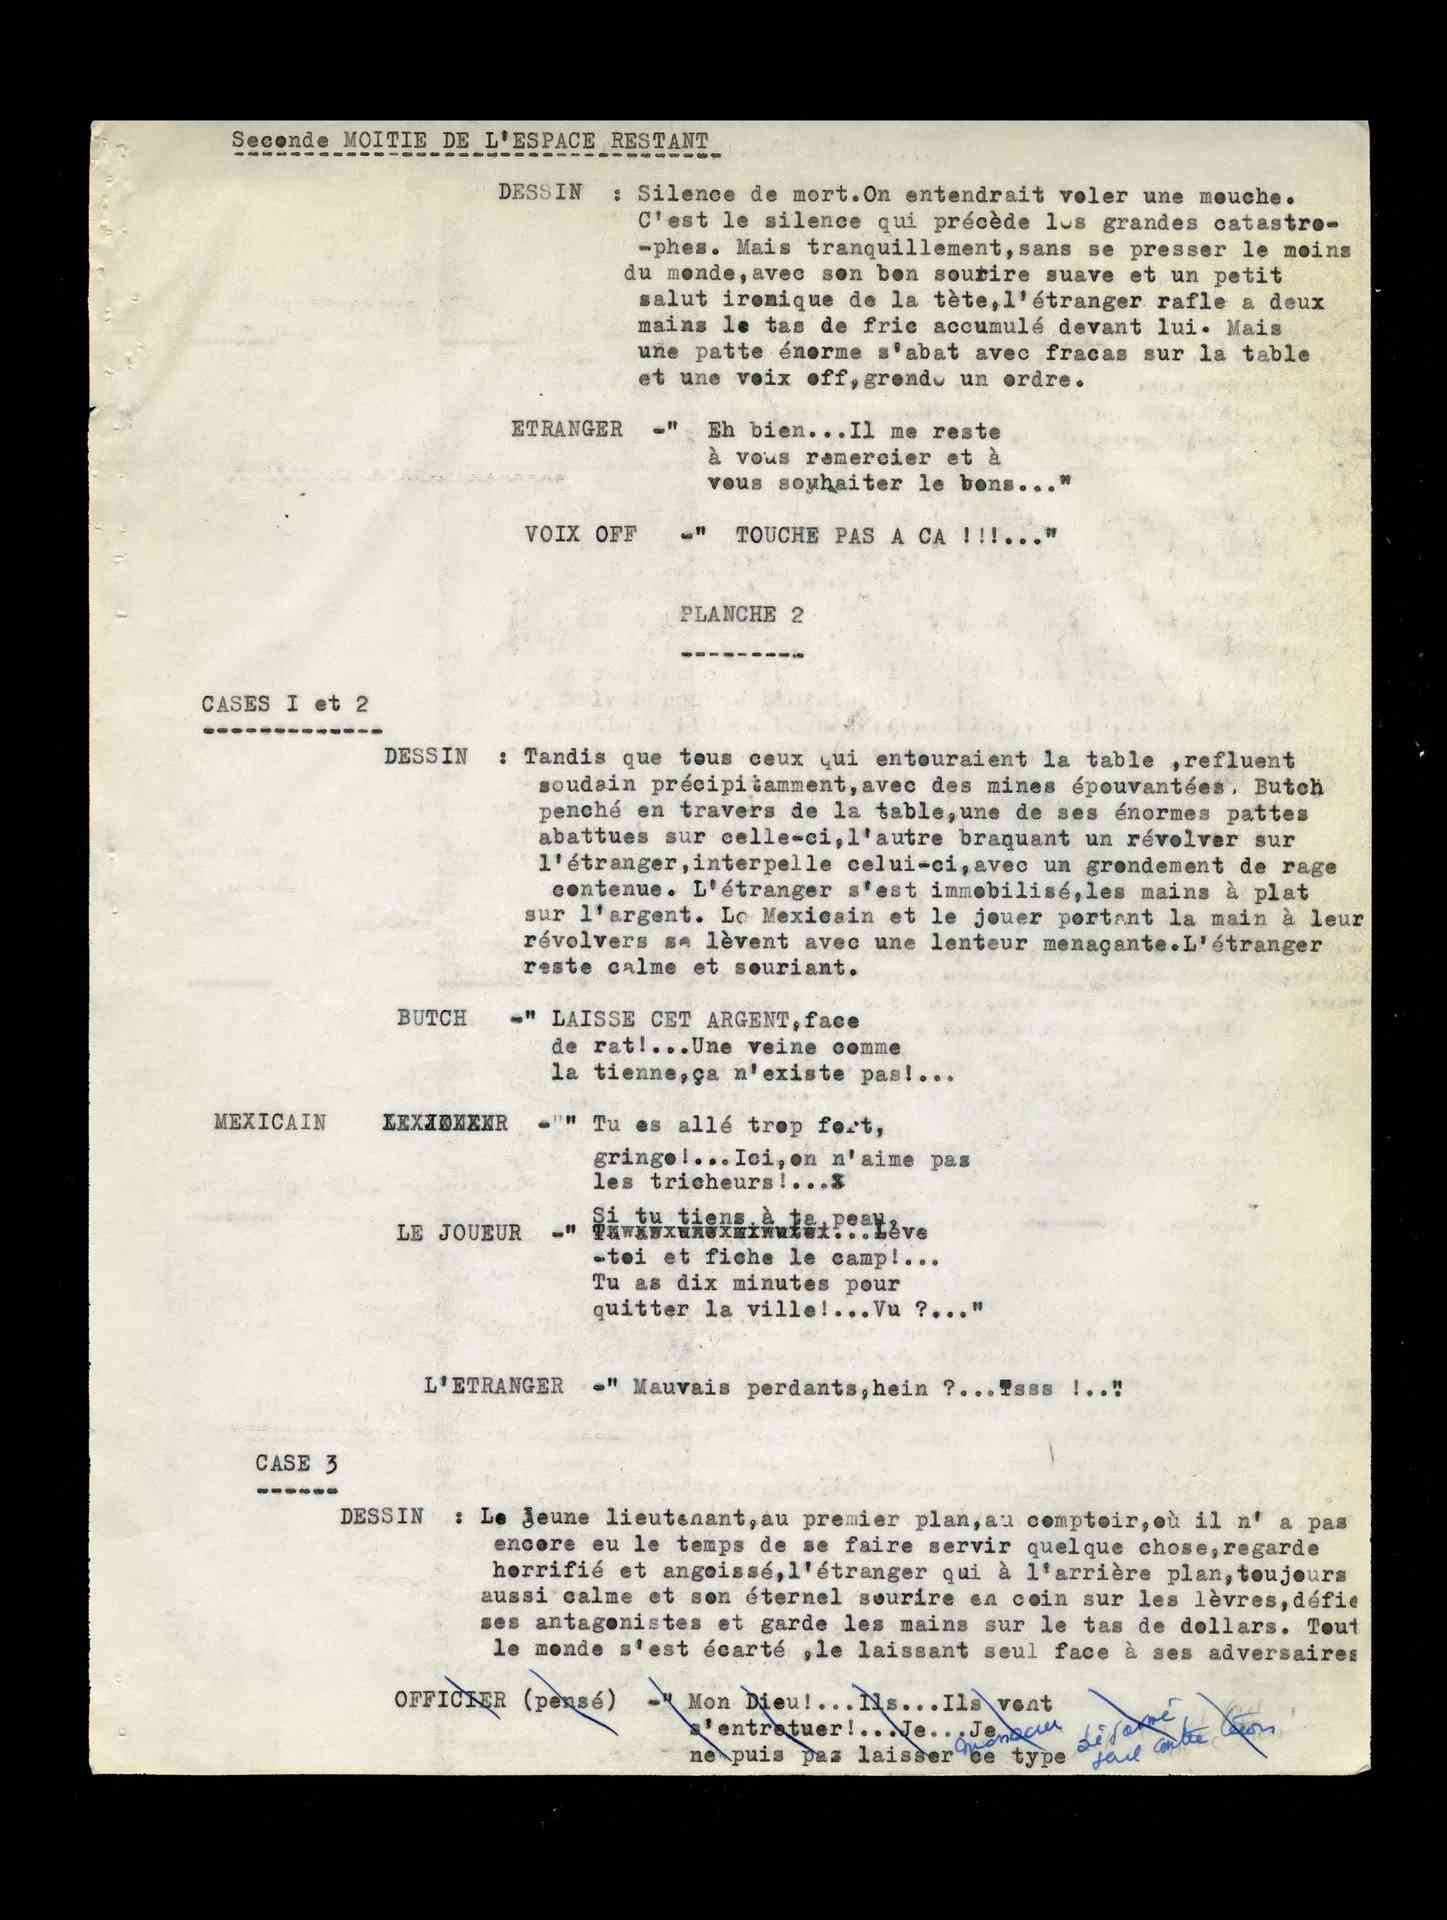 Seconde MOITIE DE L'ESPACE RESTANT
DESSIN : Silence de mort.On entendrait voler une mouche.
C'est le silence qui précède les grandes catastro-
-phes. Mais tranquillement,sans se presser le moins
du monde,avec son bon sourire suave et un petit
salut ironique de la tète,l'étranger rafle a deux
mains le tas de fric accumulé devant lui. Mais
une patte énorme s'abat avec fracas sur la table
et une voix off,gronde un ordre.
ETRANGER -" Eh bien...Il me reste
à vous remercier et à
vous souhaiter le bons..."
VOIX OFF -" TOUCHE PAS A CA !!!..."
PLANCHE 2
CASES I et 2
DESSIN : Tandis que tous ceux qui entouraient la table ,refluent
soudain précipitamment,avec des mines épouvantées. Butch
penché en travers de la table,une de ses énormes pattes
abattues sur celle-ci,l'autre braquant un révolver sur
l'étranger,interpelle celui-ci,avec un grondement de rage
contenue. L'étranger s'est immobilisé,les mains à plat
sur l'argent. Le Mexicain et le jouer portant la main à leur
révolvers se lèvent avec une lenteur menaçante.L'étranger
reste calme et souriant.
BUTCH -" LAISSE CET ARGENT,face
de rat!...Une veine comme
la tienne,ça n'existe pas!...
MEXICAIN -"" Tu es allé trop fort,
gringo!...Ici,on n'aime pas
les tricheurs!...
Si tu tiens à ta peau,
LE JOUEUR -" ...Lève
-toi et fiche le camp!...
Tu as dix minutes pour
quitter la ville!...Vu ?..."
L'ETRANGER -" Mauvais perdants,hein ?...Tsss !.."
CASE 3
DESSIN : Le jeune lieutenant,au premier plan,au comptoir,où il n' a pas
encore eu le temps de se faire servir quelque chose,regarde
horrifié et angoissé,l'étranger qui à l'arrière plan,toujours
aussi calme et son éternel sourire en coin sur les lèvres,défie
ses antagonistes et garde les mains sur le tas de dollars. Tout
le monde s'est écarté ,le laissant seul face à ses adversaires
OFFICIER (pensé) -" Mon Dieu!...Ils...Ils vont
s'entretuer!...Je...Je
ne puis pas laisser ce type
désarmé
seul contre